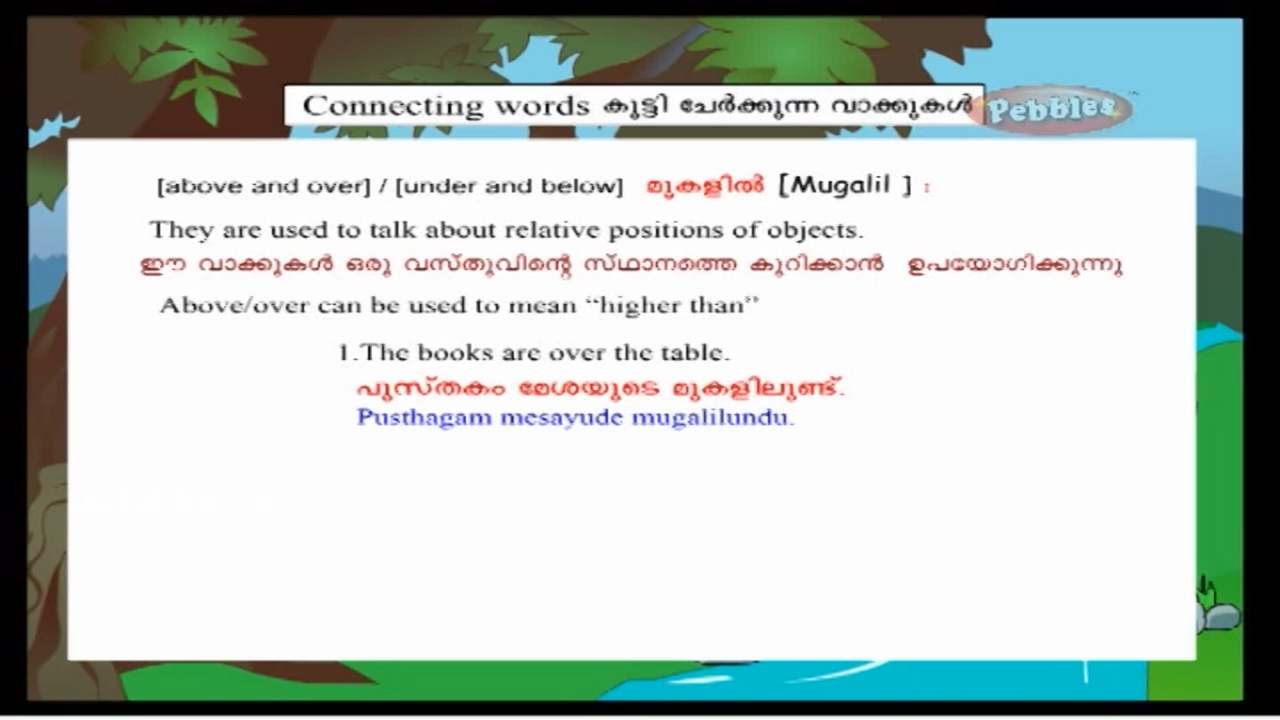 Connecting words കൂട്ടി ചേർക്കുന്ന വാക്കുകൾ
Pebbles
[above and over] / [under and below] മുകളിൽ [Mugalil ] :
They are used to talk about relative positions of objects.
ഈ വാക്കുകൾ ഒരു വസ്തുവിന്റെ സ്ഥാനത്തെ കുറിക്കാൻ ഉപയോഗിക്കുന്നു
Above/over can be used to mean “higher than”
1.The books are over the table.
പുസ്തകം മേശയുടെ മുകളിലുണ്ട്.
Pusthagam mesayude mugalilundu.